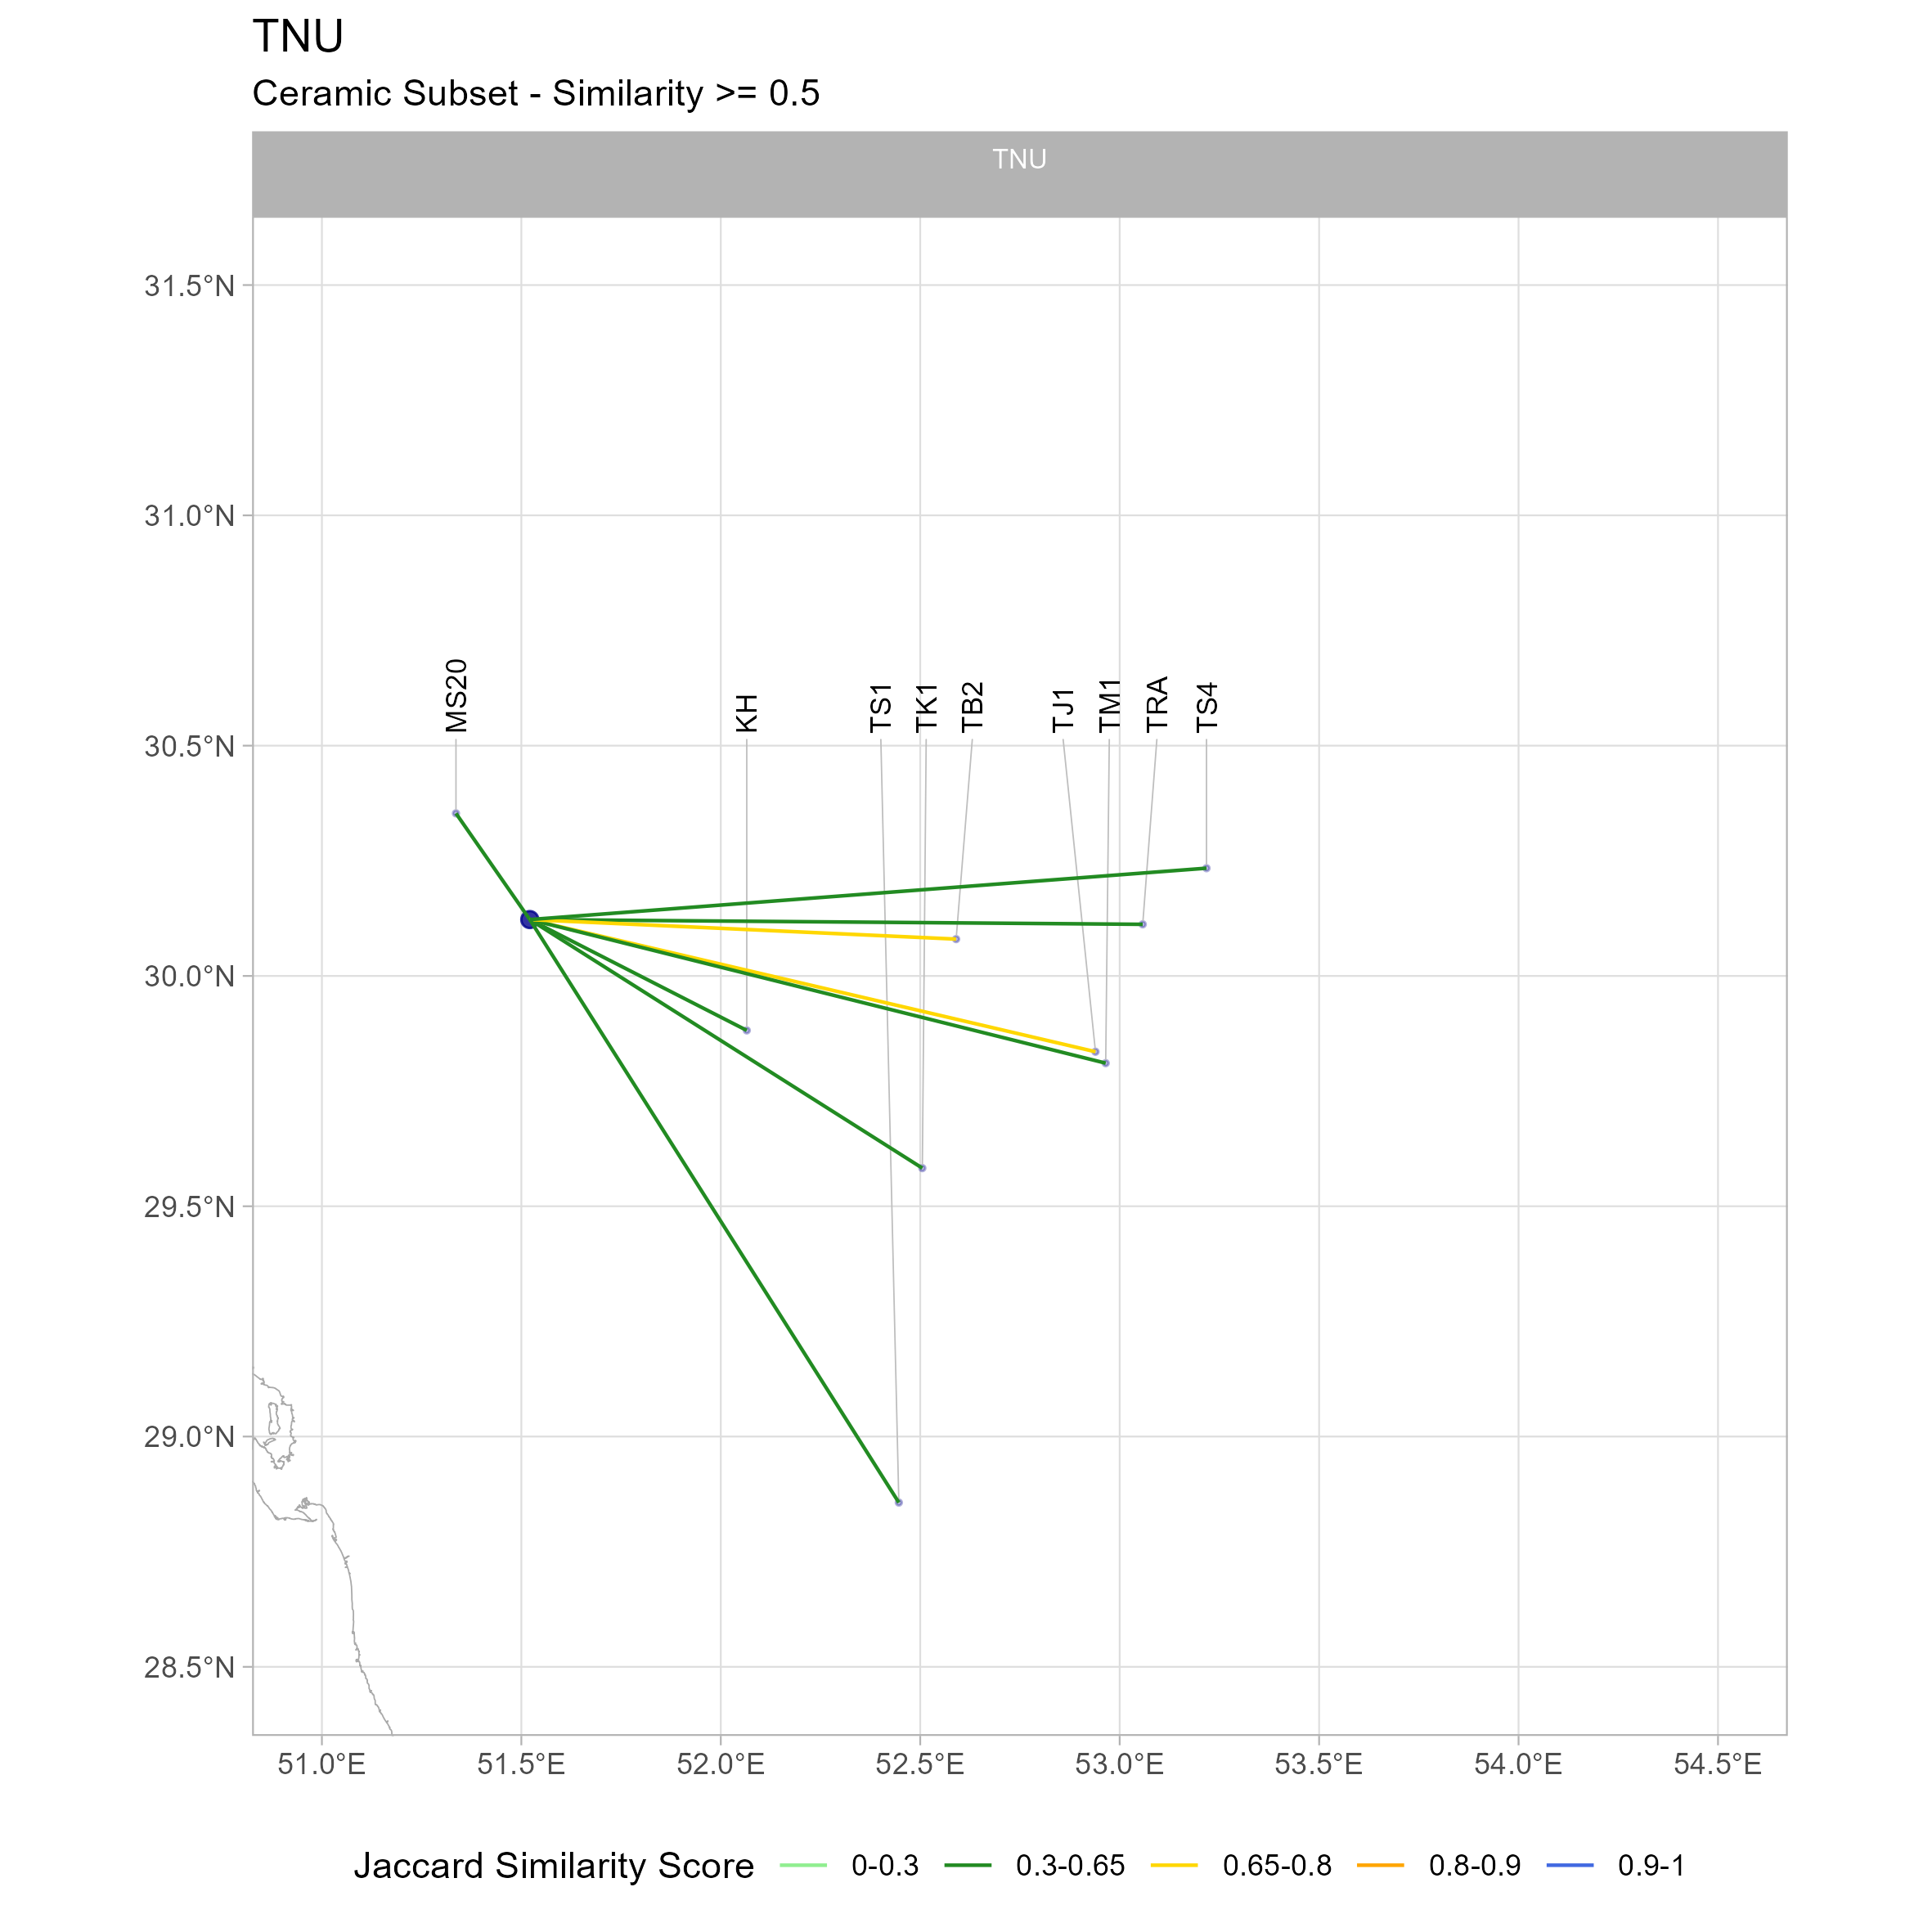 TNU
Ceramic Subset - Similarity >= 0.5
TNU
31.5°N
31.0°N
30.5°N
30.0°N
29.5°N
29.0°N
28.5°N
MS20
KH
TS1
TK1
TB2
TJ1
TM1
TRA
TS4
51.0°E 51.5°E 52.0°E 52.5°E 53.0°E 53.5°E 54.0°E 54.5°E
Jaccard Similarity Score 0-0.3 0.3-0.65 0.65-0.8 0.8-0.9 0.9-1